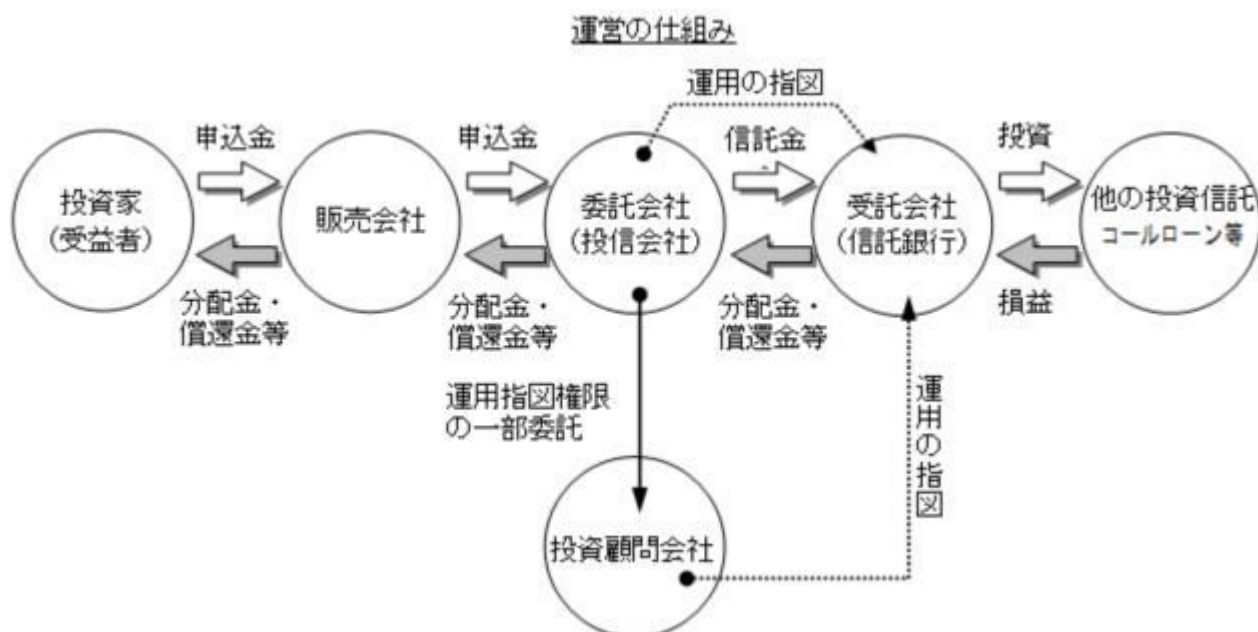 運営の仕組み
運用の指図
申込金
申込金
信託金
投資
投資家
(受益者)
販売会社
委託会社
(投信会社)
受託会社
(信託銀行)
他の投資信託
コールローン等
分配金・
償還金等
分配金・
償還金等
分配金・
償還金等
損益
運用指図権限
の一部委託
運用の指図
投資顧問会社